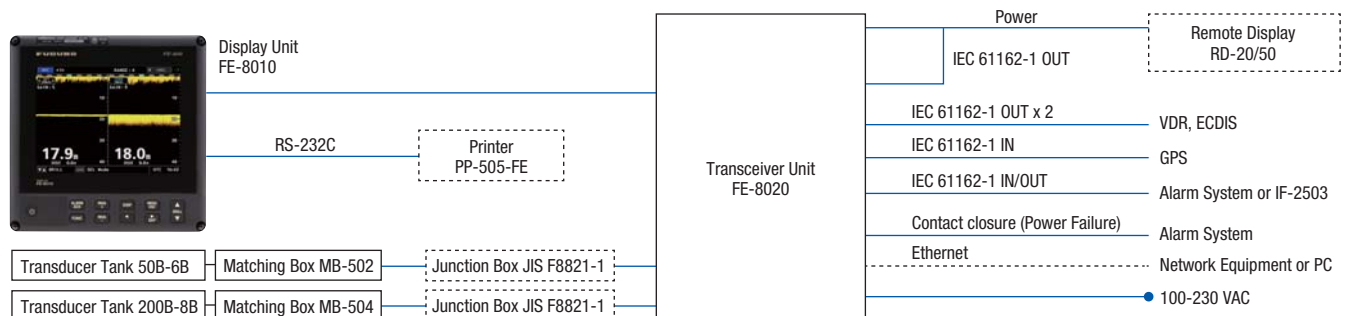 FURUNO
Display Unit
FE-8010
17.9m
18.0m
RS-232C
Printer
PP-505-FE
Transducer Tank 50B-6B
Matching Box MB-502
Junction Box JIS F8821-1
Transducer Tank 200B-8B
Matching Box MB-504
Junction Box JIS F8821-1
Transceiver Unit
FE-8020
Power
IEC 61162-1 OUT
Remote Display
RD-20/50
IEC 61162-1 OUT x 2
VDR, ECDIS
IEC 61162-1 IN
GPS
IEC 61162-1 IN/OUT
Alarm System or IF-2503
Contact closure (Power Failure)
Alarm System
Ethernet
Network Equipment or PC
100-230 VAC